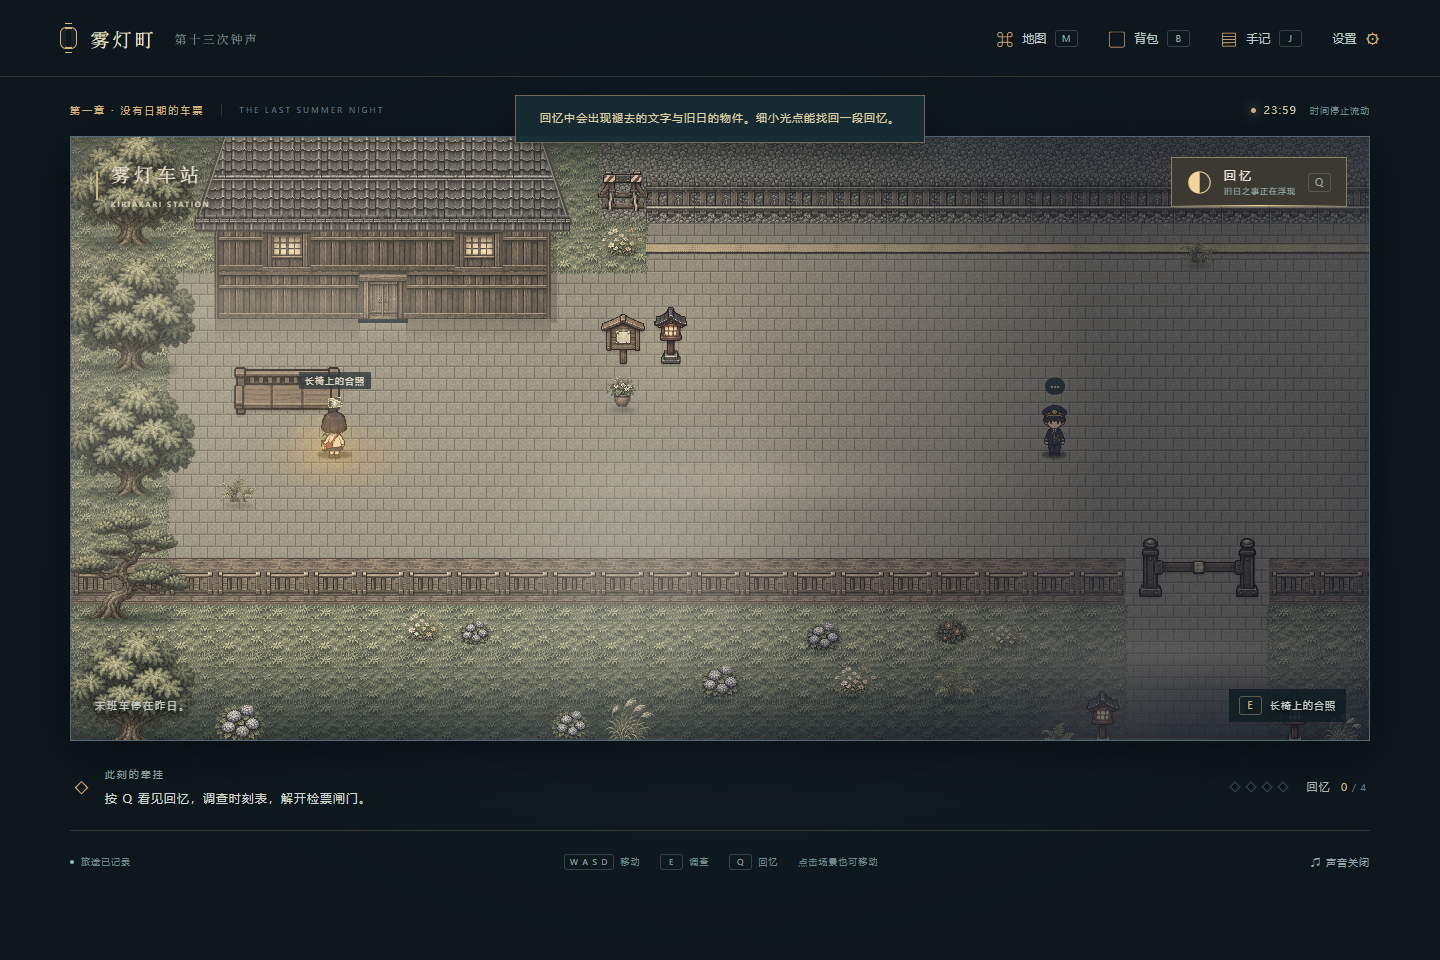 雾灯町 第十三次钟声
地图 M 背包 B 手记 J 设置
第一章 · 没有日期的车票 THE LAST SUMMER NIGHT
回忆中会出现褪去的文字与旧日的物件。细小光点能找回一段回忆。
23:59 时间停止流动
雾灯车站
KIRIAKARI STATION
回忆 Q
旧日之事正在浮现
长椅上的合照
...
末班车停在昨日。
E 长椅上的合照
此刻的牵挂
按 Q 看见回忆，调查时刻表，解开检票闸门。
回忆 0 / 4
旅途已记录
WASD 移动 E 调查 Q 回忆 点击场景也可移动
声音关闭